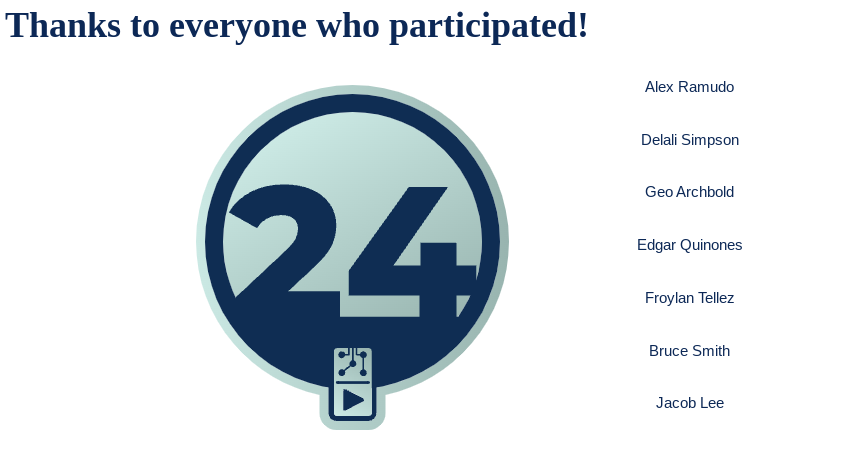 Thanks to everyone who participated!
24
Alex Ramudo
Delali Simpson
Geo Archbold
Edgar Quinones
Froylan Tellez
Bruce Smith
Jacob Lee